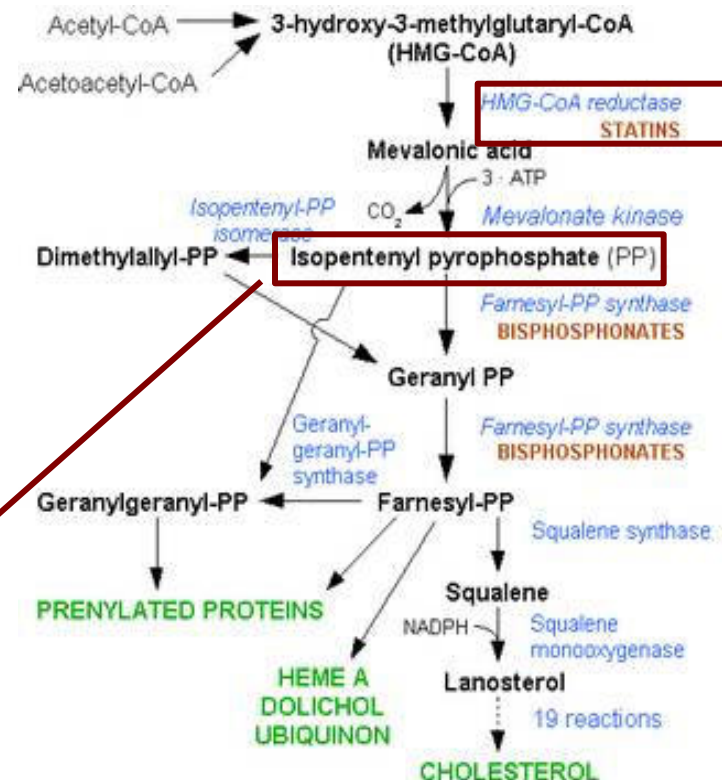 Acetyl-CoA
3-hydroxy-3-methylglutaryl-CoA
(HMG-CoA)
Acetoacetyl-CoA
HMG-CoA reductase
STATINS
Mevalonic acid
3 · ATP
CO2
Isopentenyl-PP
isomerase
Mevalonate kinase
Dimethylallyl-PP
Isopentenyl pyrophosphate (PP)
Farnesyl-PP synthase
BISPHOSPHONATES
Geranyl PP
Geranyl-
geranyl-PP
synthase
Farnesyl-PP synthase
BISPHOSPHONATES
Geranylgeranyl-PP
Farnesyl-PP
Squalene synthase
PRENYLATED PROTEINS
Squalene
NADPH
Squalene
monooxygenase
HEME A
DOLICHOL
UBIQUINON
Lanosterol
19 reactions
CHOLESTEROL